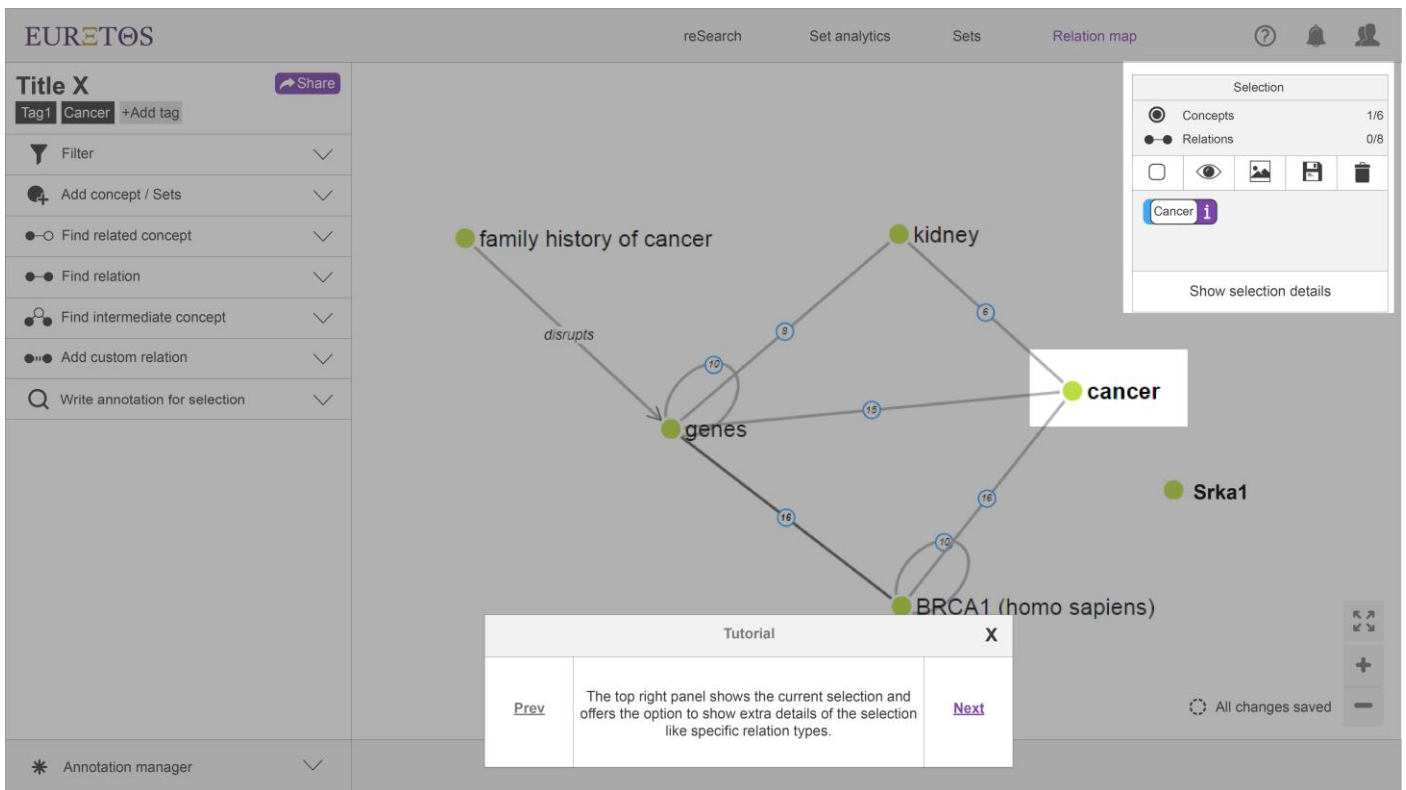 EURΞTΘS
reSearch Set analytics Sets Relation map ?
Title X
Share
Tag1 Cancer +Add tag
Filter
Add concept / Sets
Find related concept
Find relation
Find intermediate concept
Add custom relation
Write annotation for selection
Annotation manager
Selection
Concepts 1/6
Relations 0/8
Cancer i
Show selection details
family history of cancer
kidney
disrupts
8
6
10
cancer
15
genes
Srka1
16
16
10
BRCA1 (homo sapiens)
Tutorial X
Prev
The top right panel shows the current selection and
offers the option to show extra details of the selection
like specific relation types.
Next
All changes saved